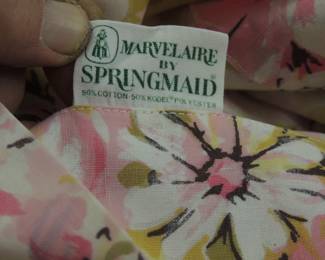 MARVELAIRE
BY
SPRINGMAID®
50% COTTON-50% KODEL® POLYESTER